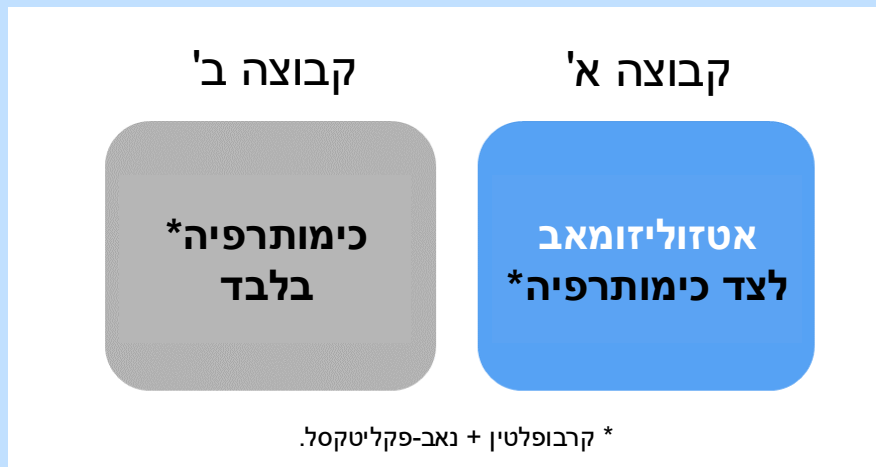 קבוצה א'
קבוצה ב'
אטזוליזומאב
לצד כימותרפיה*
כימותרפיה*
בלבד
* קרבופלטין + נאב-פקליטקסל.